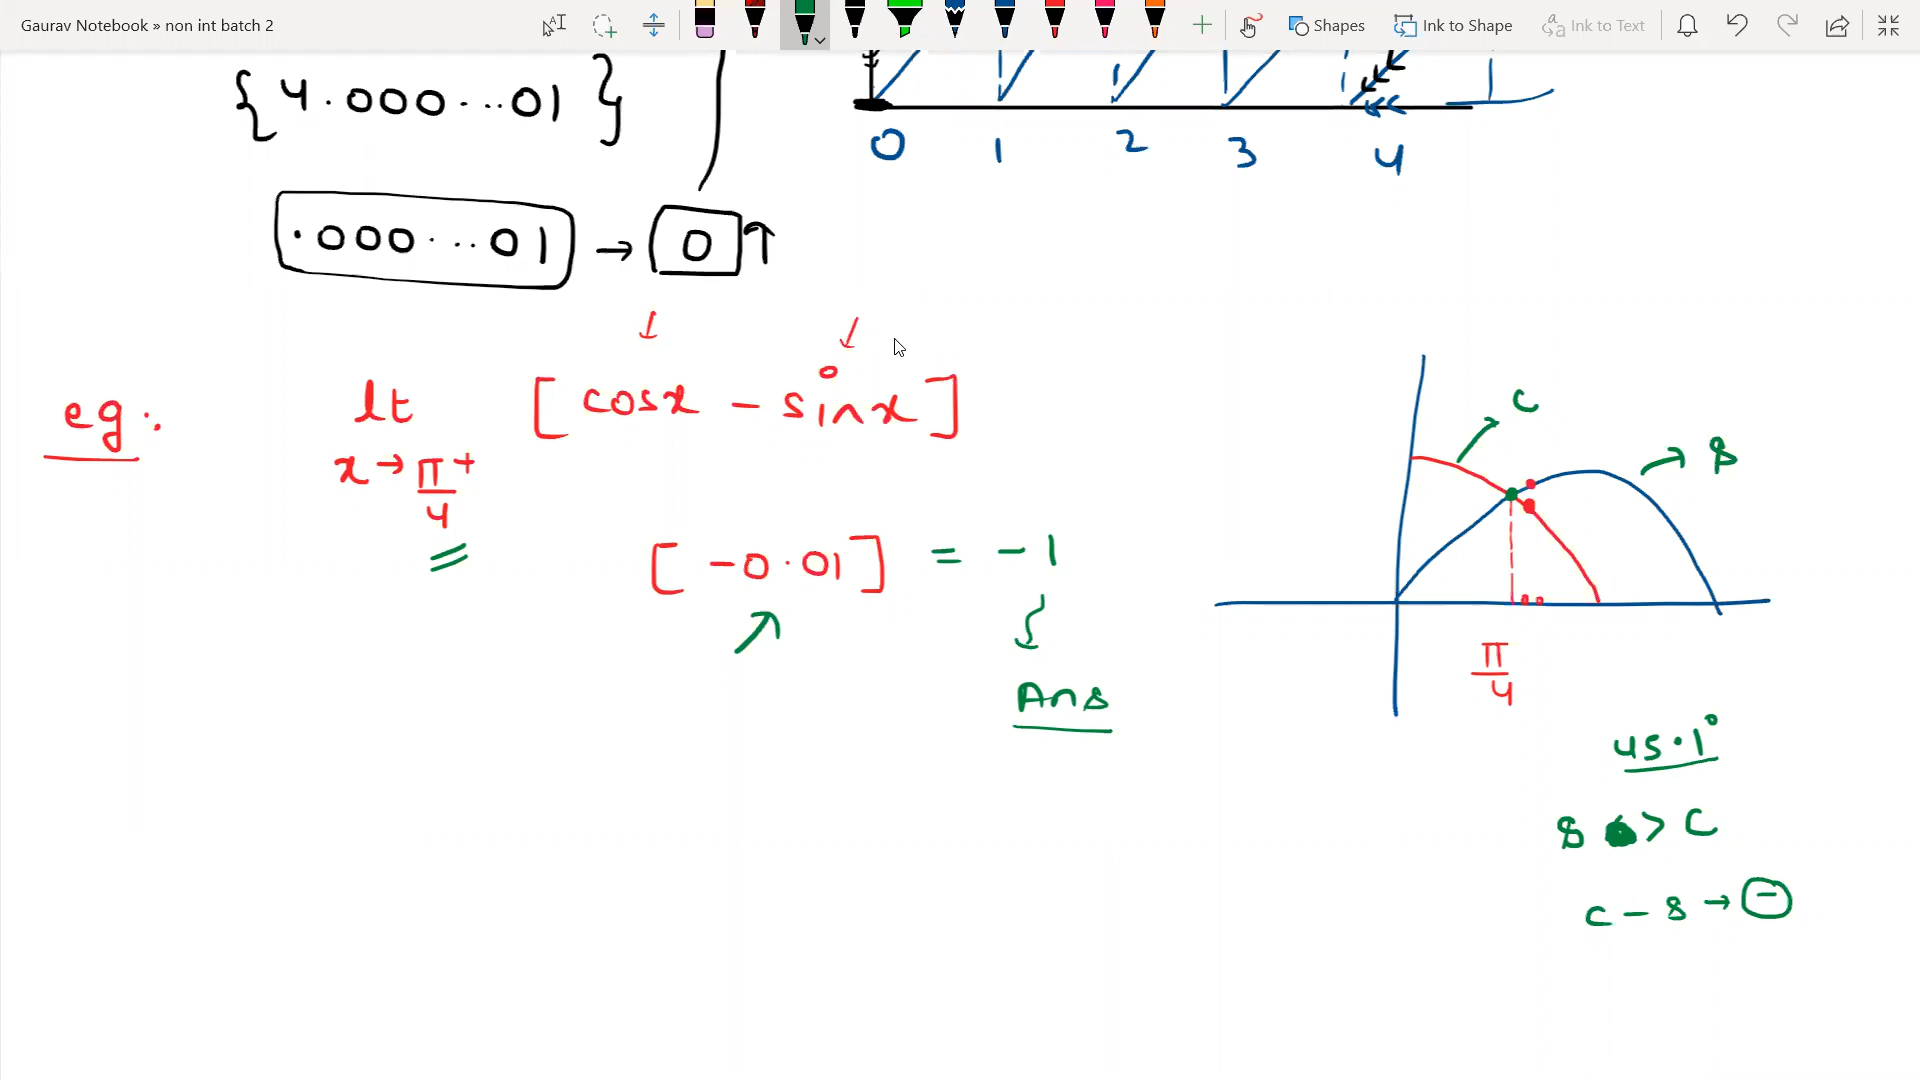 Gaurav Notebook » non int batch 2
Shapes
Ink to Shape
Ink to Text
{ 4.000...01 }
0 1 2 3 4
.000...01 → 0 ↑
eg:
lt [ cosx - sinx ]
x → π/4 +
[ -0.01 ] = -1
Ans
C
S
π/4
45.1°
S > C
C - S → -